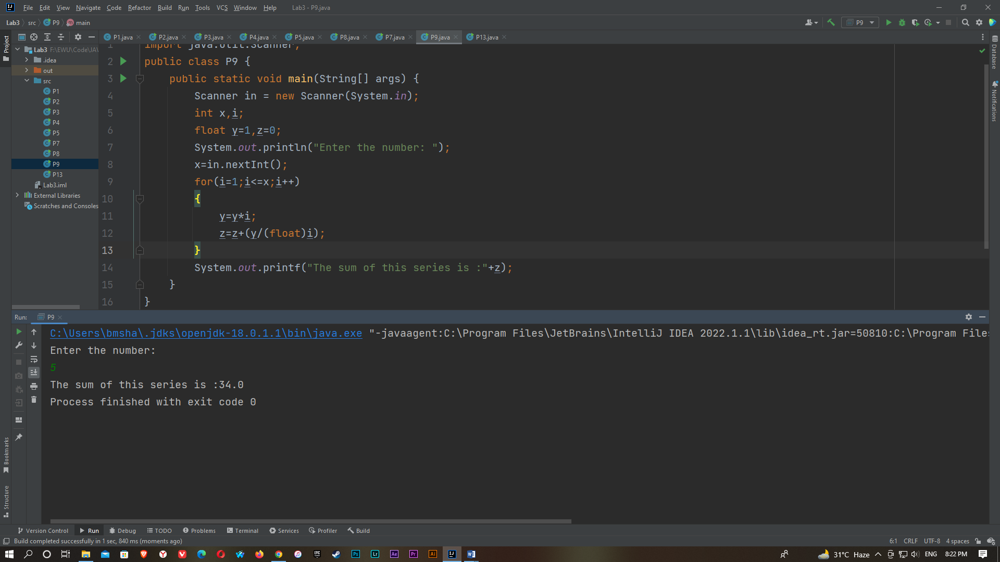 File Edit View Navigate Code Refactor Build Run Tools VCS Window Help Lab3 - P9.java
Lab3 src P9 main P9
P1.java P2.java P3.java P4.java P5.java P8.java P7.java P9.java P13.java
Project
Lab3 F:\EWU\Code\JAV
.idea
out
src
P1
P2
P3
P4
P5
P7
P8
P9
P13
Lab3.iml
External Libraries
Scratches and Consoles
1 import java.util.Scanner;
2 public class P9 {
3 public static void main(String[] args) {
4 Scanner in = new Scanner(System.in);
5 int x,i;
6 float y=1,z=0;
7 System.out.println("Enter the number: ");
8 x=in.nextInt();
9 for(i=1;i<=x;i++)
10 {
11 y=y*i;
12 z=z+(y/(float)i);
13 }
14 System.out.printf("The sum of this series is :"+z);
15 }
16 }
Database
Notifications
Run: P9
C:\Users\bmsha\.jdks\openjdk-18.0.1.1\bin\java.exe "-javaagent:C:\Program Files\JetBrains\IntelliJ IDEA 2022.1.1\lib\idea_rt.jar=50810:C:\Program Files
Enter the number:
5
The sum of this series is :34.0
Process finished with exit code 0
Bookmarks
Structure
Version Control Run Debug TODO Problems Terminal Services Profiler Build
Build completed successfully in 1 sec, 840 ms (moments ago) 6:1 CRLF UTF-8 4 spaces
31°C Haze ENG 8:22 PM